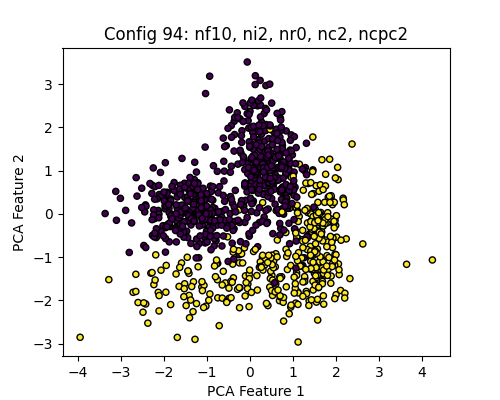 Config 94: nf10, ni2, nr0, nc2, ncpc2
3
2
1
0
−1
−2
−3
PCA Feature 2
−4 −3 −2 −1 0 1 2 3 4
PCA Feature 1